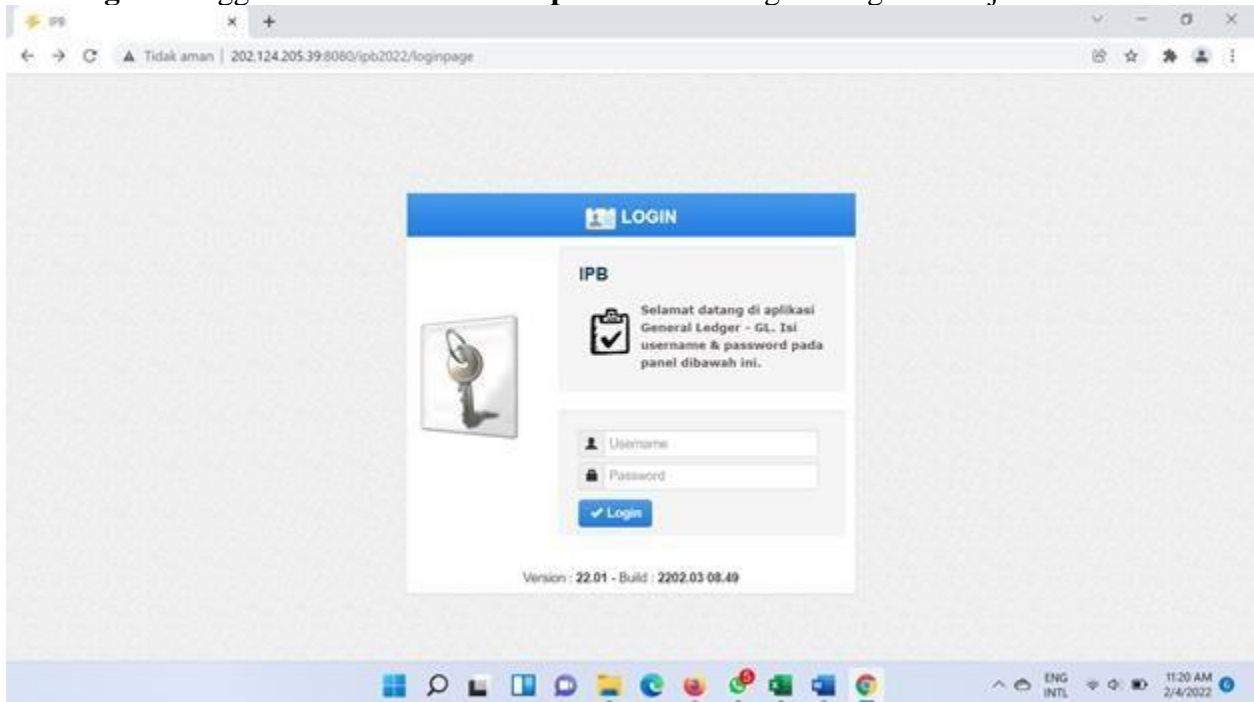 IPB
Tidak aman | 202.124.205.39:8080/ipb2022/loginpage
LOGIN
IPB
Selamat datang di aplikasi
General Ledger - GL. Isi
username & password pada
panel dibawah ini.
Username
Password
Login
Version : 22.01 - Build : 2202.03 08.49
ENG
INTL
11:20 AM
2/4/2022